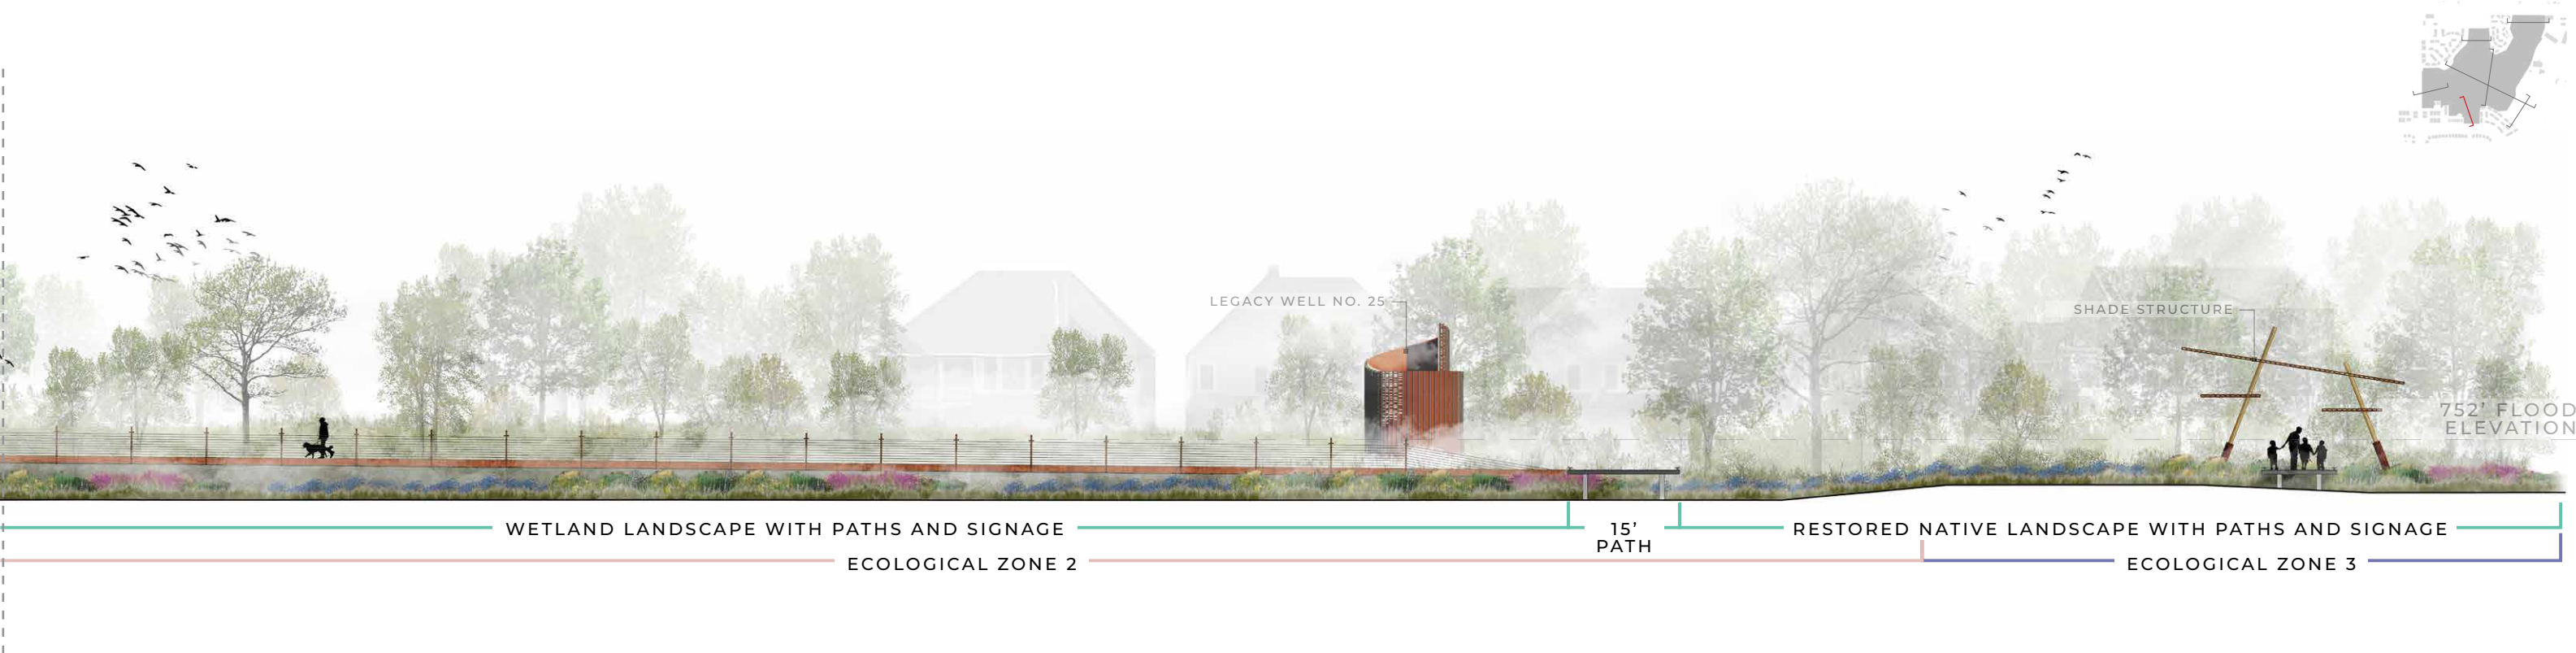 LEGACY WELL NO. 25
SHADE STRUCTURE
752' FLOOD
ELEVATION
WETLAND LANDSCAPE WITH PATHS AND SIGNAGE
15'
PATH
RESTORED NATIVE LANDSCAPE WITH PATHS AND SIGNAGE
ECOLOGICAL ZONE 2
ECOLOGICAL ZONE 3